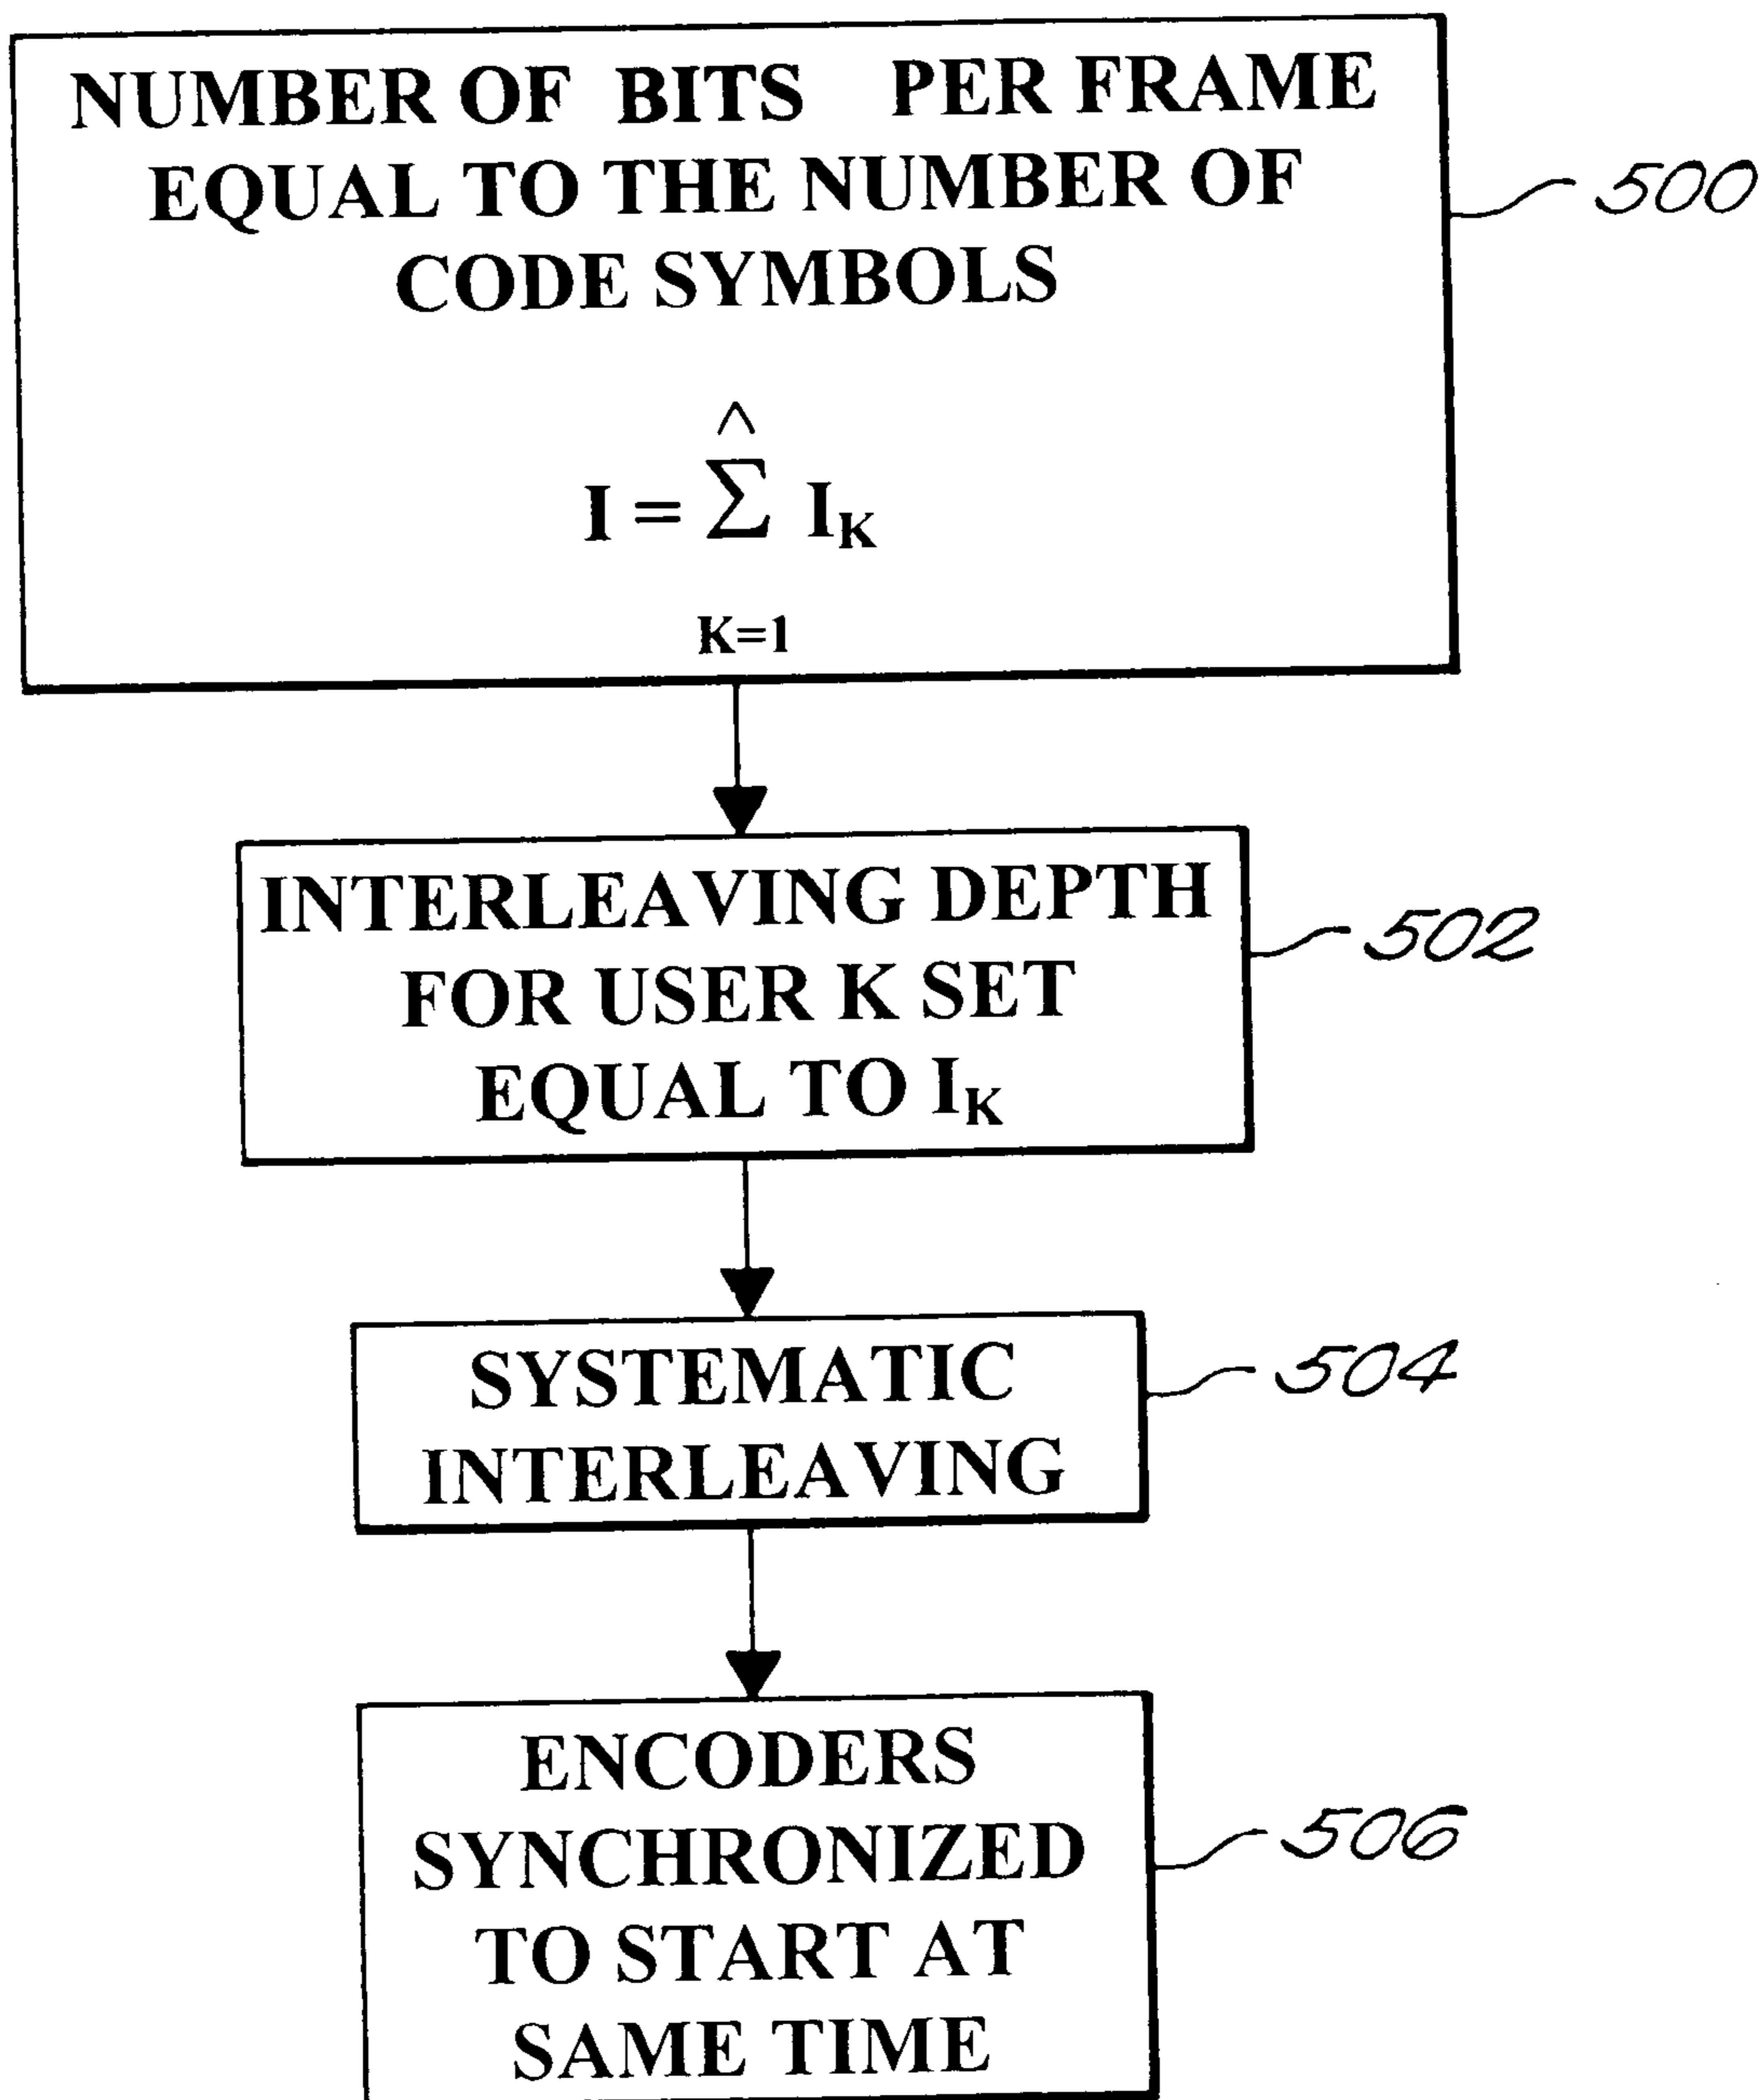 NUMBER OF BITS PER FRAME
EQUAL TO THE NUMBER OF
CODE SYMBOLS
500
^
I = Σ I_K
K=1
INTERLEAVING DEPTH
FOR USER K SET
EQUAL TO I_K
502
SYSTEMATIC
INTERLEAVING
504
ENCODERS
SYNCHRONIZED
TO START AT
SAME TIME
506